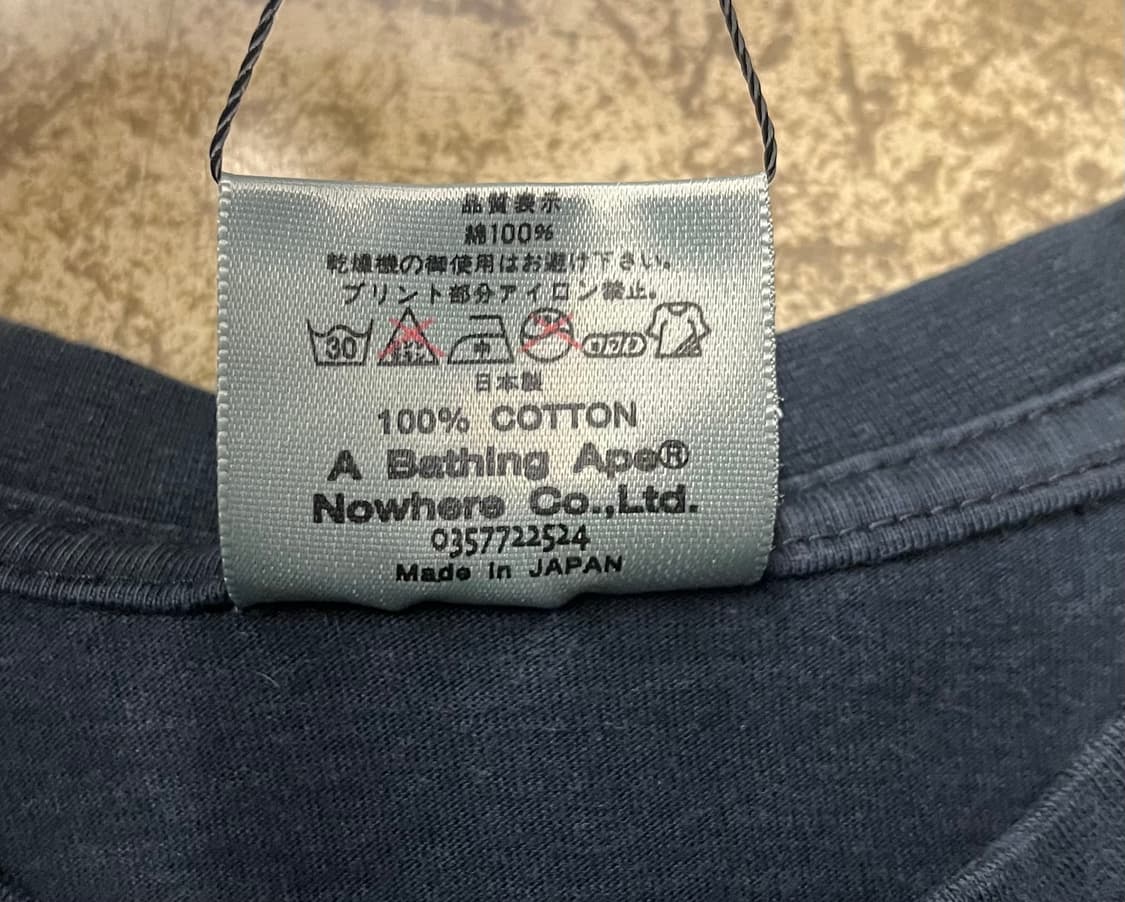 品質表示
綿100%
乾燥機の御使用はお避け下さい。
プリント部分アイロン禁止。
30 中
日本製
100% COTTON
A Bathing Ape®
Nowhere Co.,Ltd.
0357722524
Made in JAPAN